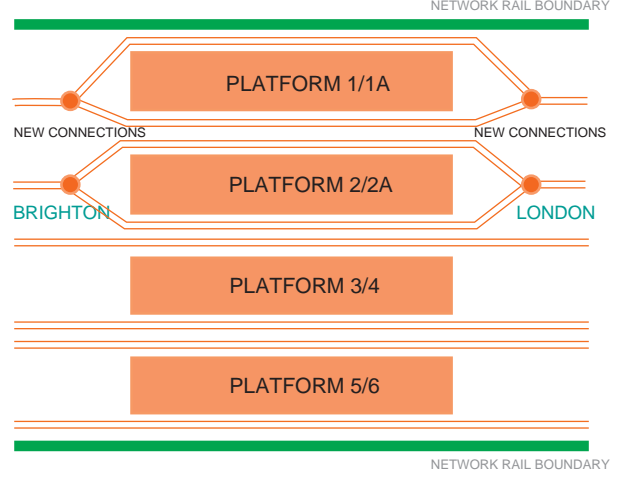 NETWORK RAIL BOUNDARY
PLATFORM 1/1A
NEW CONNECTIONS
NEW CONNECTIONS
PLATFORM 2/2A
BRIGHTON
LONDON
PLATFORM 3/4
PLATFORM 5/6
NETWORK RAIL BOUNDARY